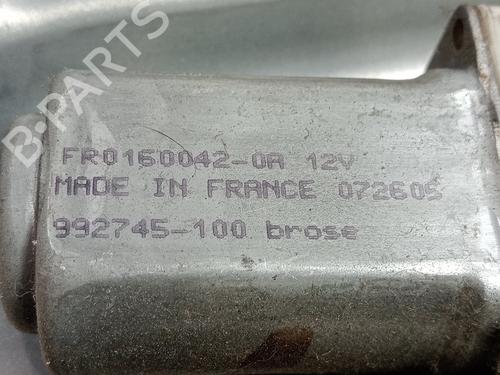 B-PARTS
FR0160042-0A 12V
MADE IN FRANCE 072605
992745-100 brose